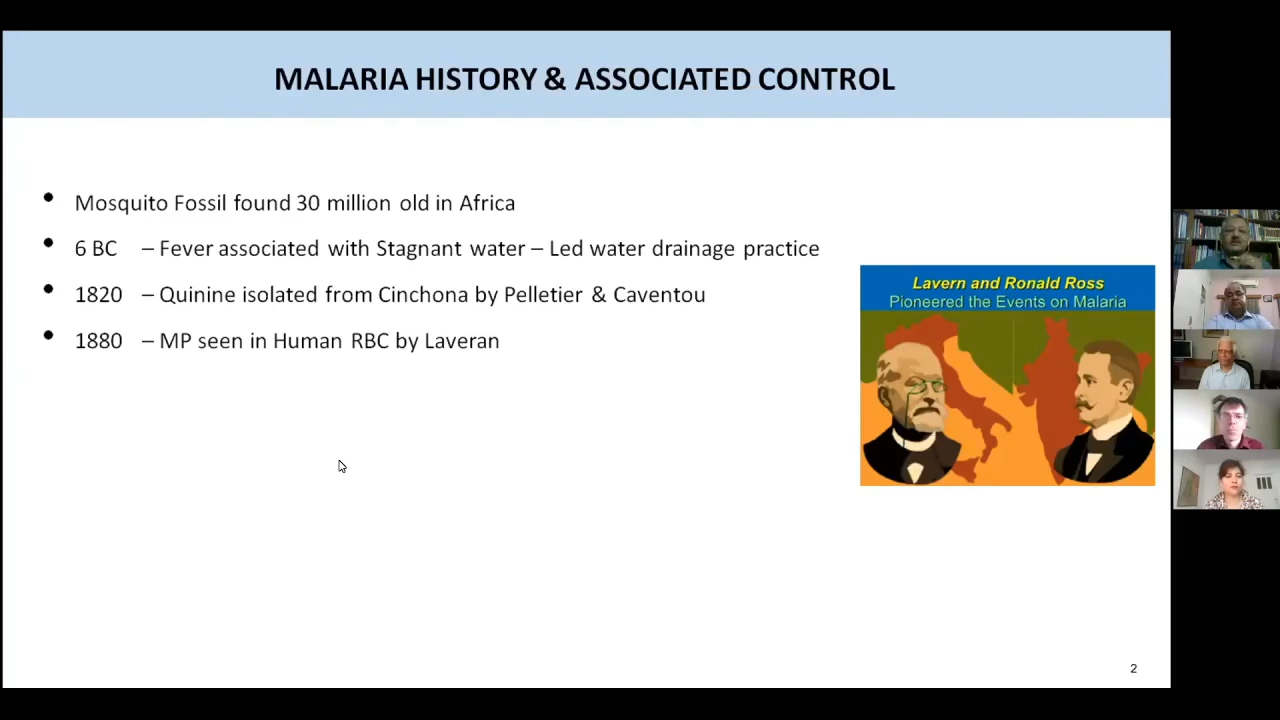 MALARIA HISTORY & ASSOCIATED CONTROL
• Mosquito Fossil found 30 million old in Africa
• 6 BC – Fever associated with Stagnant water – Led water drainage practice
• 1820 – Quinine isolated from Cinchona by Pelletier & Caventou
• 1880 – MP seen in Human RBC by Laveran
Lavern and Ronald Ross
Pioneered the Events on Malaria
2